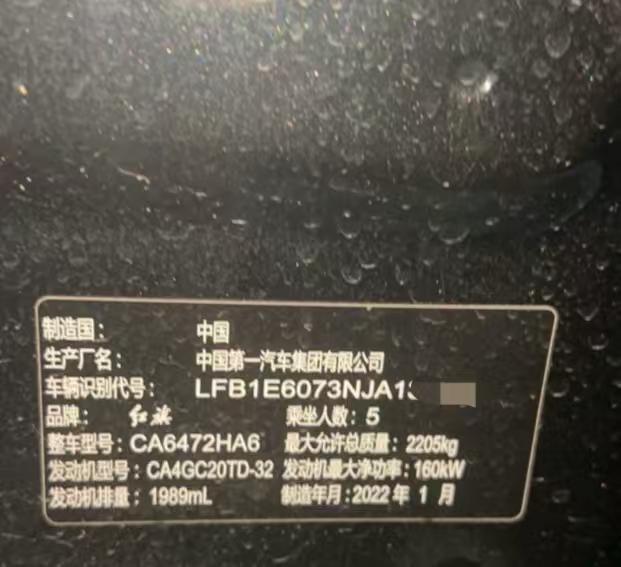 制造国： 中国
生产厂名： 中国第一汽车集团有限公司
车辆识别代号： LFB1E6073NJA1
品牌： 红旗 乘坐人数：5
整车型号：CA6472HA6 最大允许总质量：2205kg
发动机型号：CA4GC20TD-32 发动机最大净功率：160kW
发动机排量：1989mL 制造年月：2022年 1 月